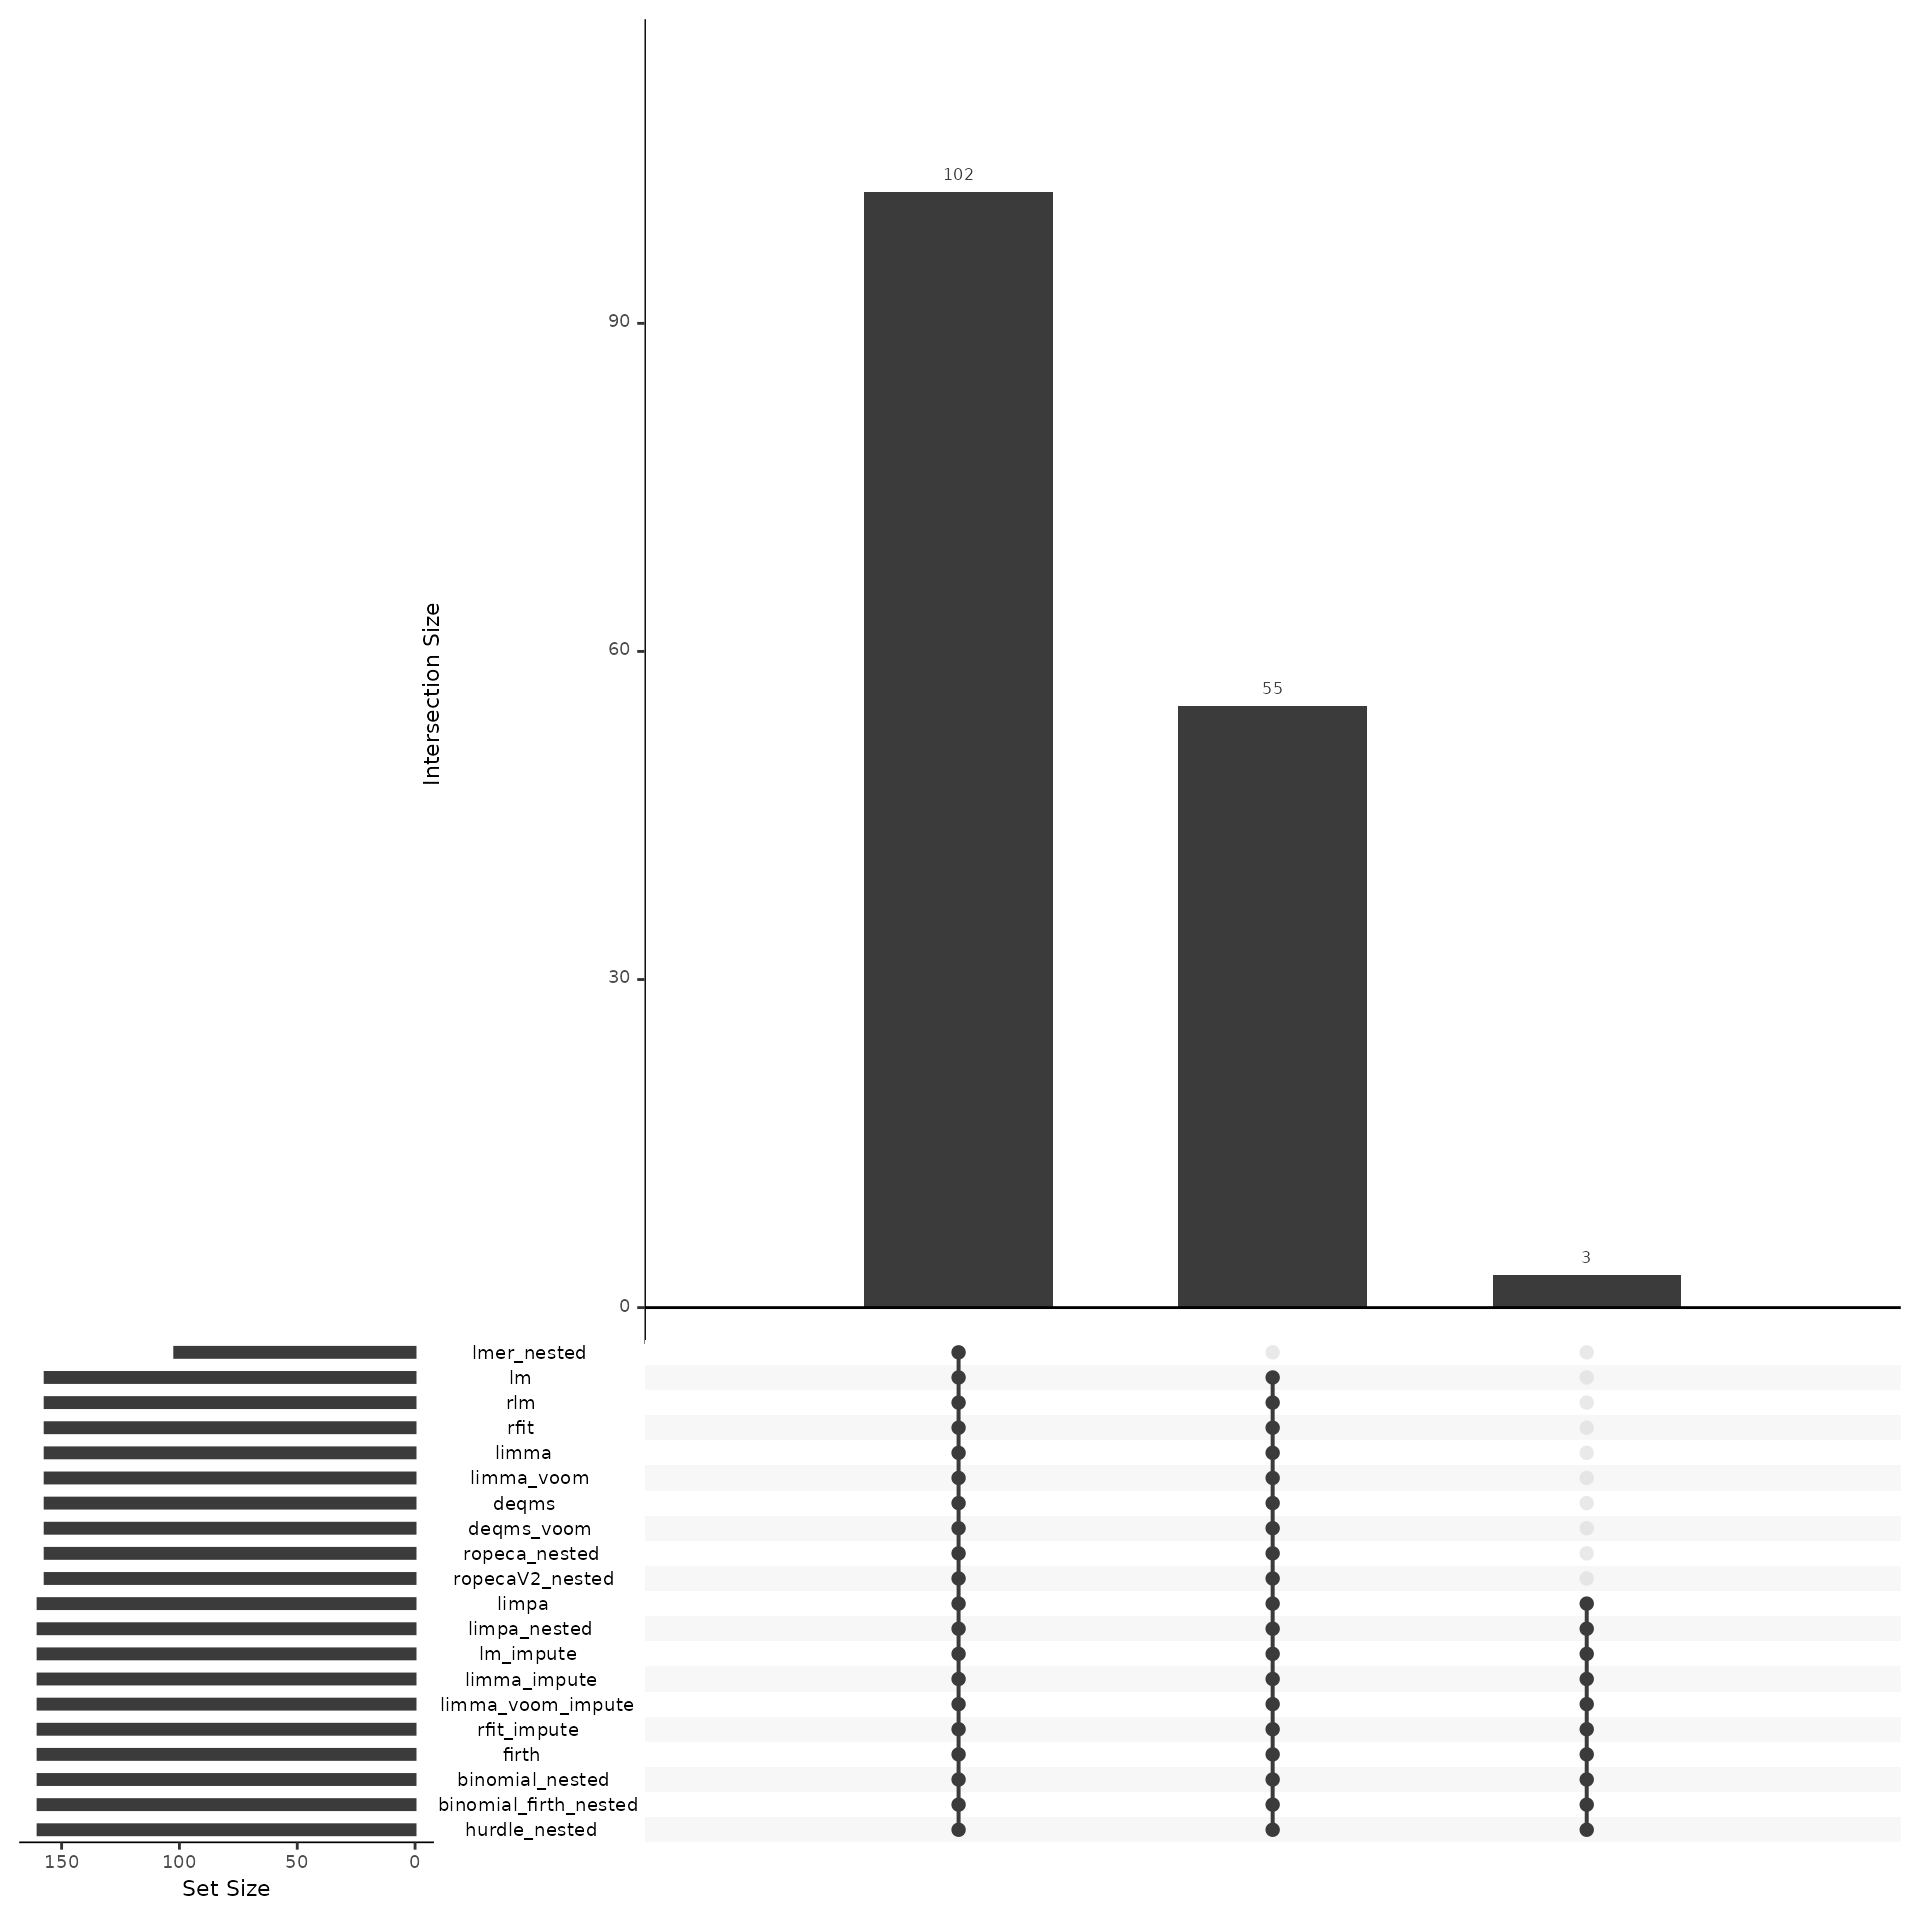 102
90
55
60
Intersection Size
30
3
0
lmer_nested
lm
rlm
rfit
limma
limma_voom
deqms
deqms_voom
ropeca_nested
ropecaV2_nested
limpa
limpa_nested
lm_impute
limma_impute
limma_voom_impute
rfit_impute
firth
binomial_nested
binomial_firth_nested
hurdle_nested
150 100 50 0
Set Size